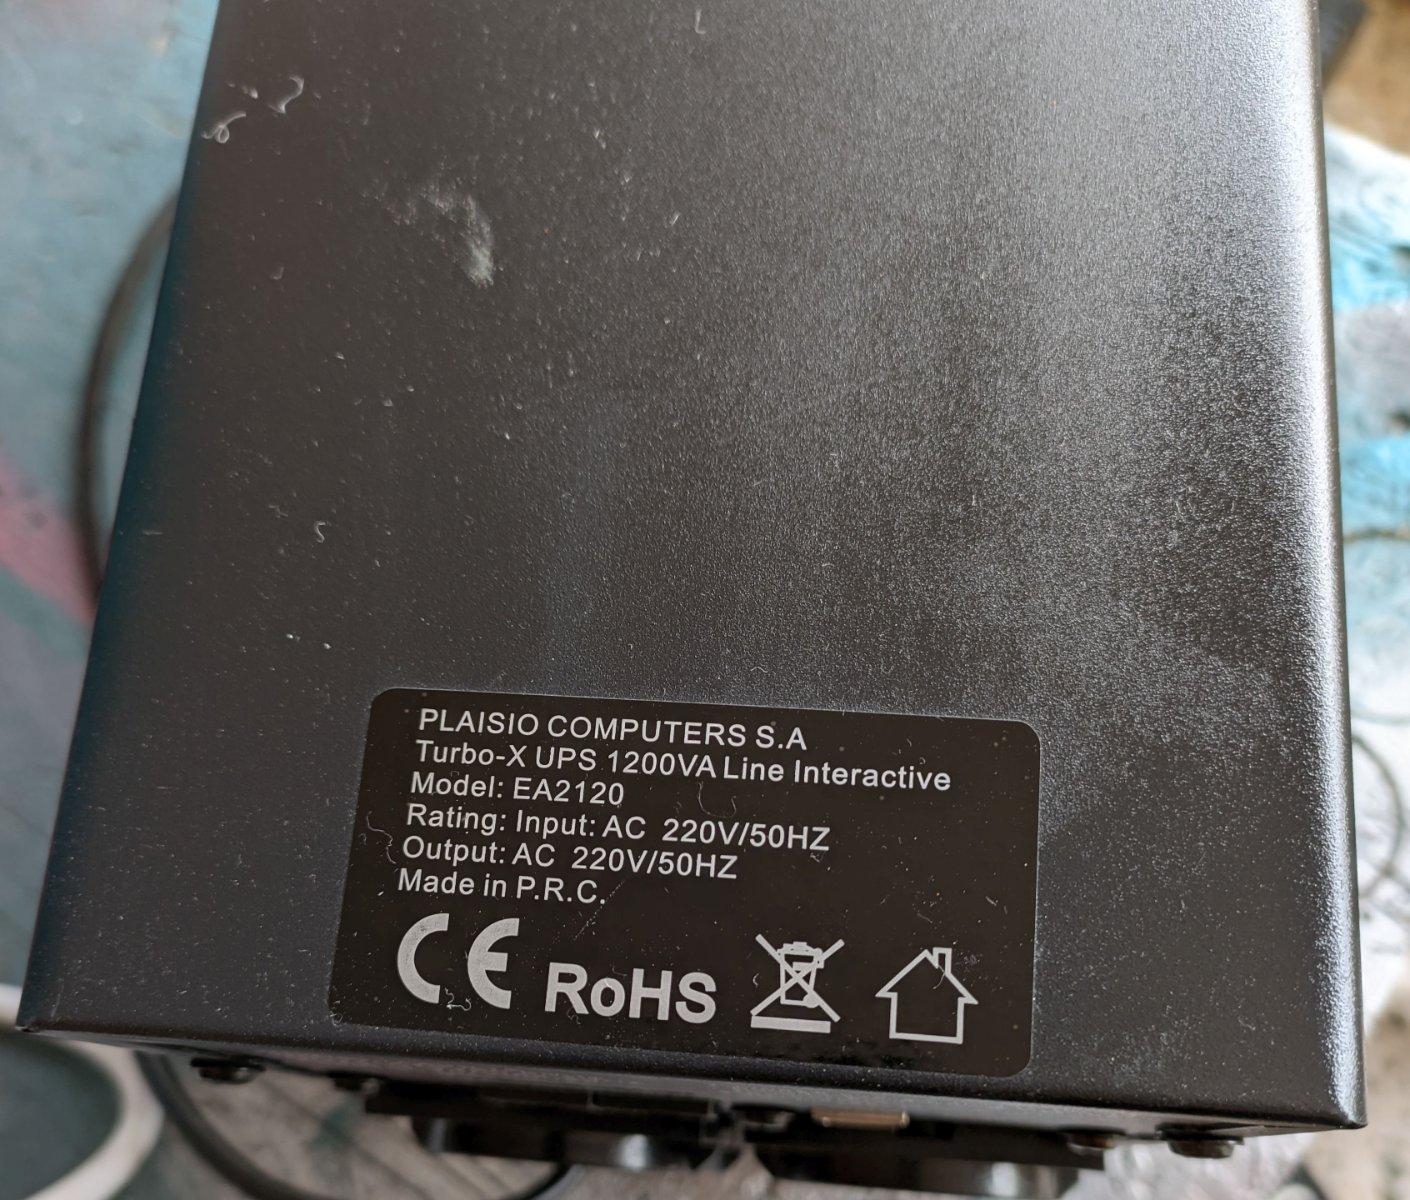 PLAISIO COMPUTERS S.A
Turbo-X UPS 1200VA Line Interactive
Model: EA2120
Rating: Input: AC 220V/50HZ
Output: AC 220V/50HZ
Made in P.R.C.
CE RoHS